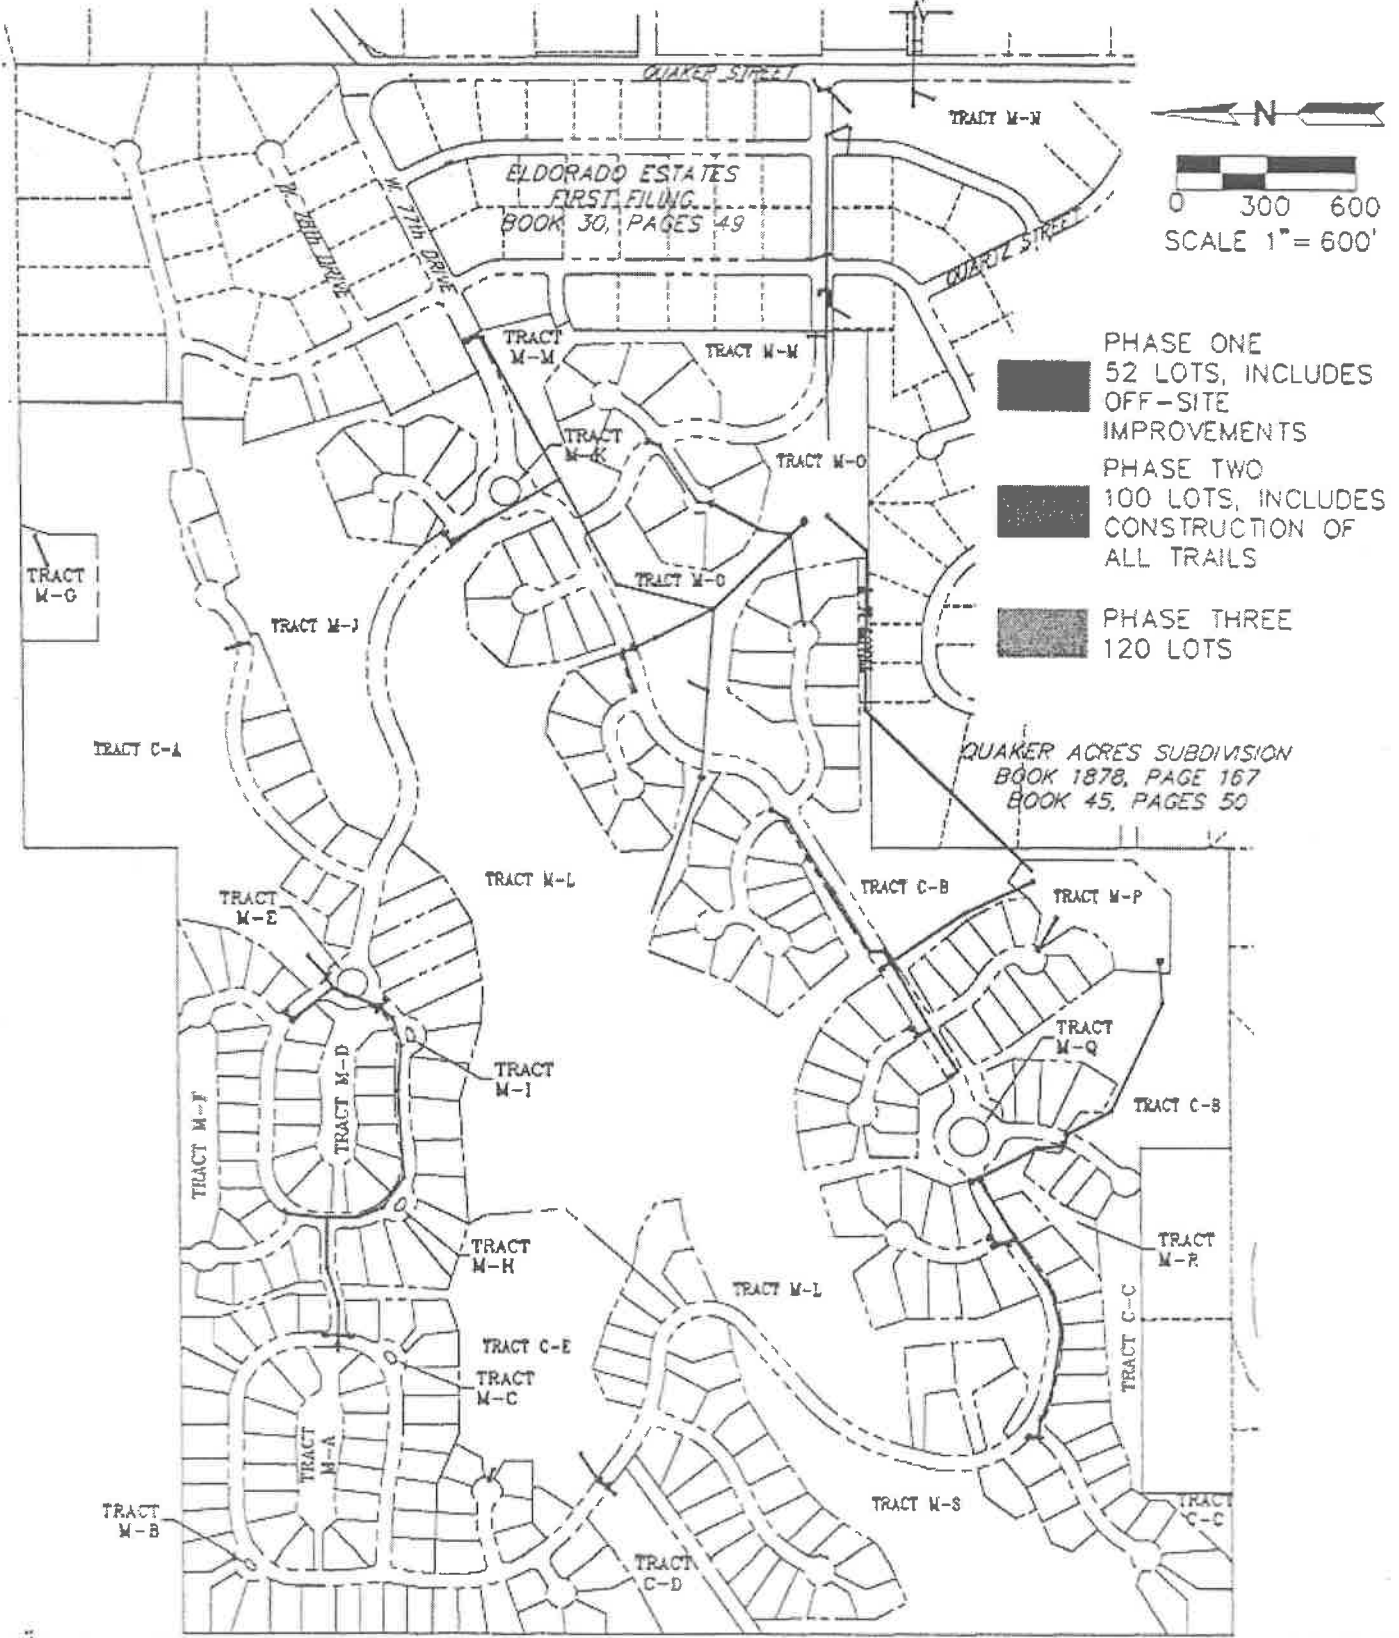 QUAKER STREET
TRACT M-N
N
ELDORADO ESTATES
FIRST FILING
BOOK 30, PAGES 49
W. 78th DRIVE
W. 77th DRIVE
QUARTZ STREET
0 300 600
SCALE 1"= 600'
TRACT
M-M
TRACT M-M
PHASE ONE
52 LOTS, INCLUDES
OFF-SITE
IMPROVEMENTS
TRACT
M-K
TRACT M-O
PHASE TWO
100 LOTS, INCLUDES
CONSTRUCTION OF
ALL TRAILS
TRACT
M-G
TRACT M-O
TRACT M-J
PHASE THREE
120 LOTS
TRACT C-A
QUAKER ACRES SUBDIVISION
BOOK 1878, PAGE 167
BOOK 45, PAGES 50
TRACT M-L
TRACT C-B
TRACT M-P
TRACT
M-E
TRACT
M-Q
TRACT M-D
TRACT
M-I
TRACT M-F
TRACT C-B
TRACT
M-H
TRACT
M-R
TRACT M-L
TRACT C-C
TRACT C-E
TRACT
M-C
TRACT
M-A
TRACT
M-B
TRACT M-S
TRACT
C-C
TRACT
C-D